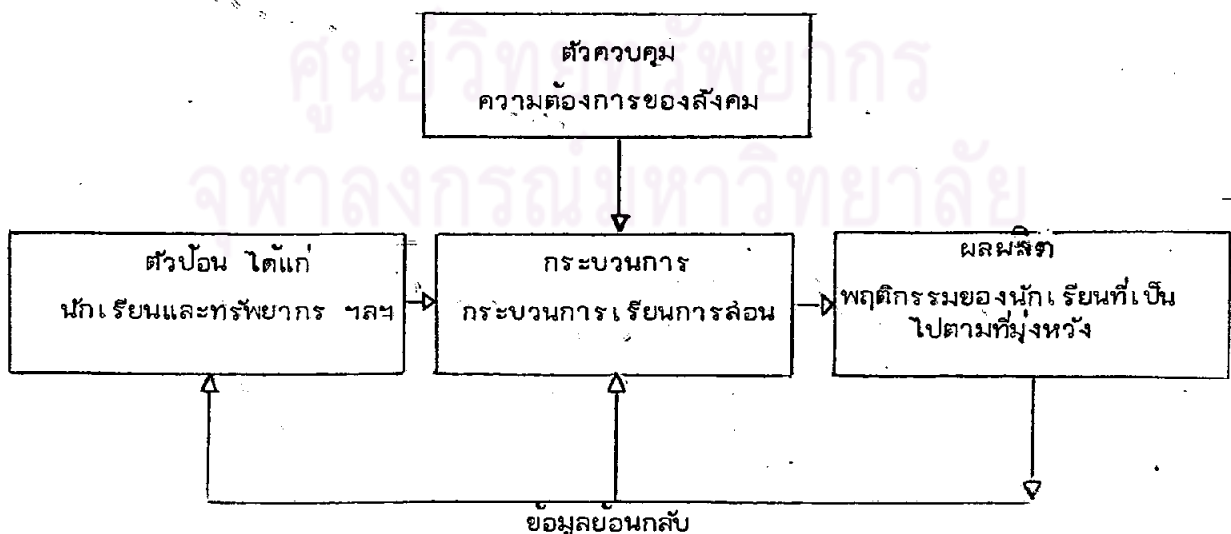 ตัวควบคุม
ความต้องการของสังคม
ศูนย์วิทยทรัพยากร
จุฬาลงกรณ์มหาวิทยาลัย
ตัวป้อน ได้แก่
นักเรียนและทรัพยากร ฯลฯ
กระบวนการ
กระบวนการเรียนการสอน
ผลผลิต
พฤติกรรมของนักเรียนที่เป็น
ไปตามที่มุ่งหวัง
ข้อมูลย้อนกลับ